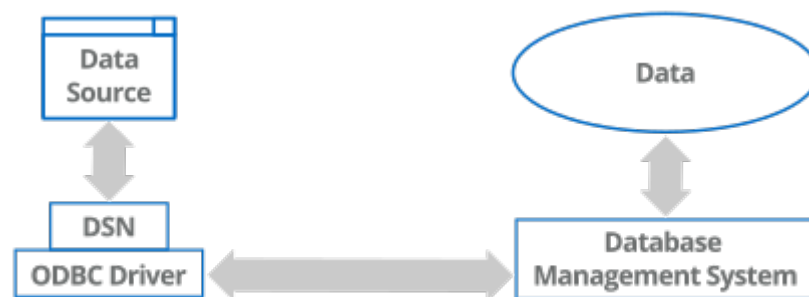 Data
Source
Data
DSN
ODBC Driver
Database
Management System